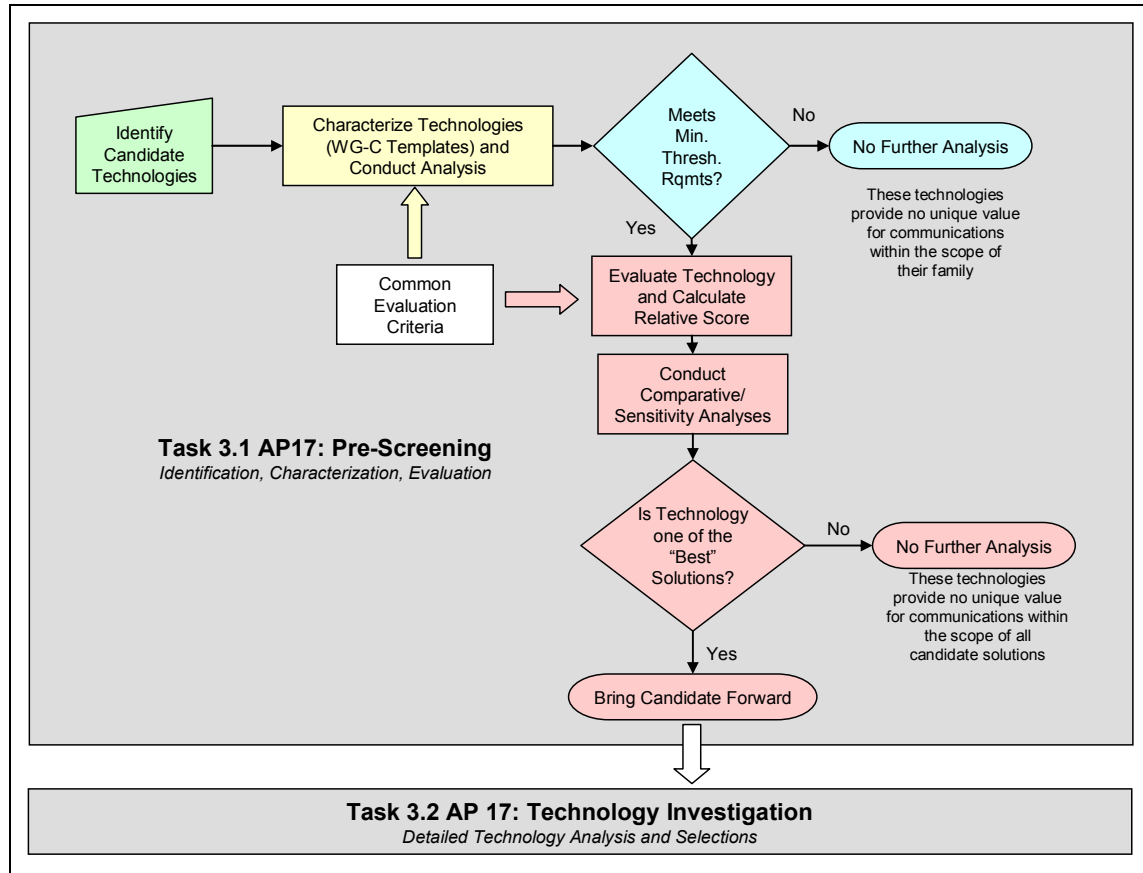 Identify
Candidate
Technologies
Characterize Technologies
(WG-C Templates) and
Conduct Analysis
Meets
Min.
Thresh.
Rqmts?
No
No Further Analysis
These technologies
provide no unique value
for communications
within the scope of
their family
Yes
Common
Evaluation
Criteria
Evaluate Technology
and Calculate
Relative Score
Conduct
Comparative/
Sensitivity Analyses
Task 3.1 AP17: Pre-Screening
Identification, Characterization, Evaluation
Is Technology
one of the
“Best”
Solutions?
No
No Further Analysis
These technologies
provide no unique value
for communications within
the scope of all
candidate solutions
Yes
Bring Candidate Forward
Task 3.2 AP 17: Technology Investigation
Detailed Technology Analysis and Selections